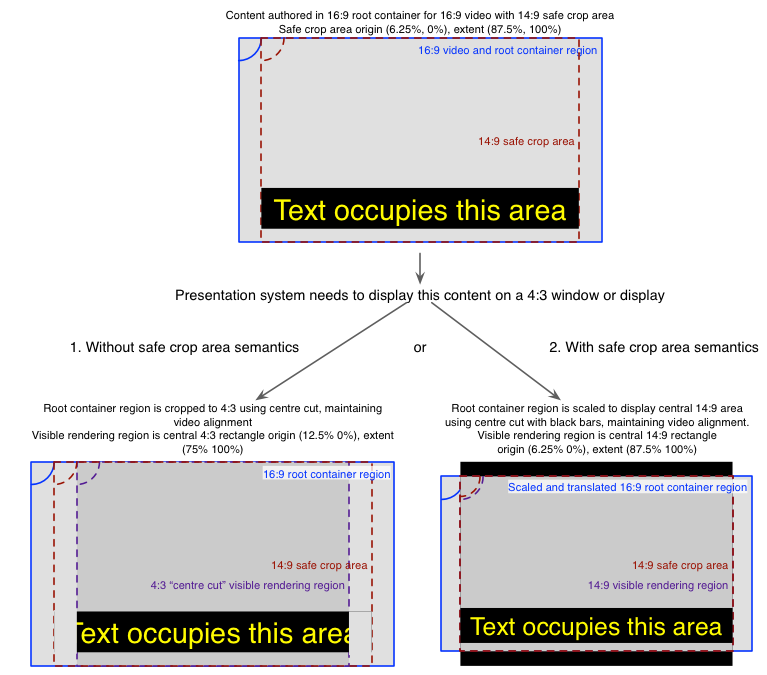 Content authored in 16:9 root container for 16:9 video with 14:9 safe crop area
Safe crop area origin (6.25%, 0%), extent (87.5%, 100%)
16:9 video and root container region
14:9 safe crop area
Text occupies this area
Presentation system needs to display this content on a 4:3 window or display
1. Without safe crop area semantics
or
2. With safe crop area semantics
Root container region is cropped to 4:3 using centre cut, maintaining
video alignment
Visible rendering region is central 4:3 rectangle origin (12.5% 0%), extent
(75% 100%)
16:9 root container region
14:9 safe crop area
4:3 “centre cut” visible rendering region
Text occupies this area
Root container region is scaled to display central 14:9 area
using centre cut with black bars, maintaining video alignment.
Visible rendering region is central 14:9 rectangle
origin (6.25% 0%), extent (87.5% 100%)
Scaled and translated 16:9 root container region
14:9 safe crop area
14:9 visible rendering region
Text occupies this area